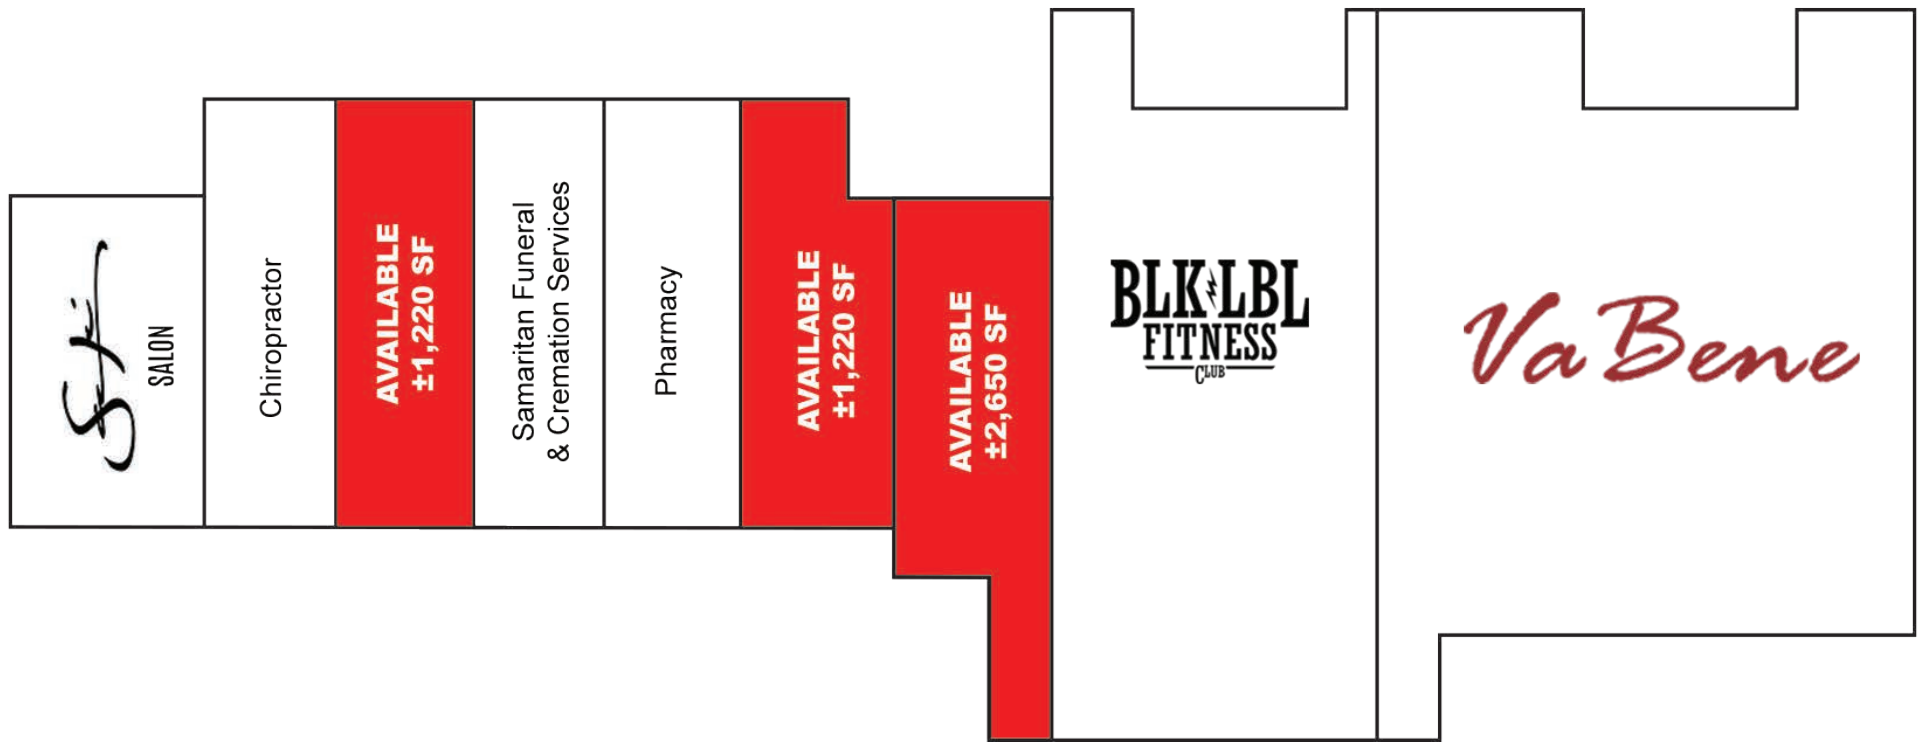 SALON
Chiropractor
AVAILABLE
±1,220 SF
Samaritan Funeral
& Cremation Services
Pharmacy
AVAILABLE
±1,220 SF
AVAILABLE
±2,650 SF
BLK LBL
FITNESS
CLUB
Va Bene